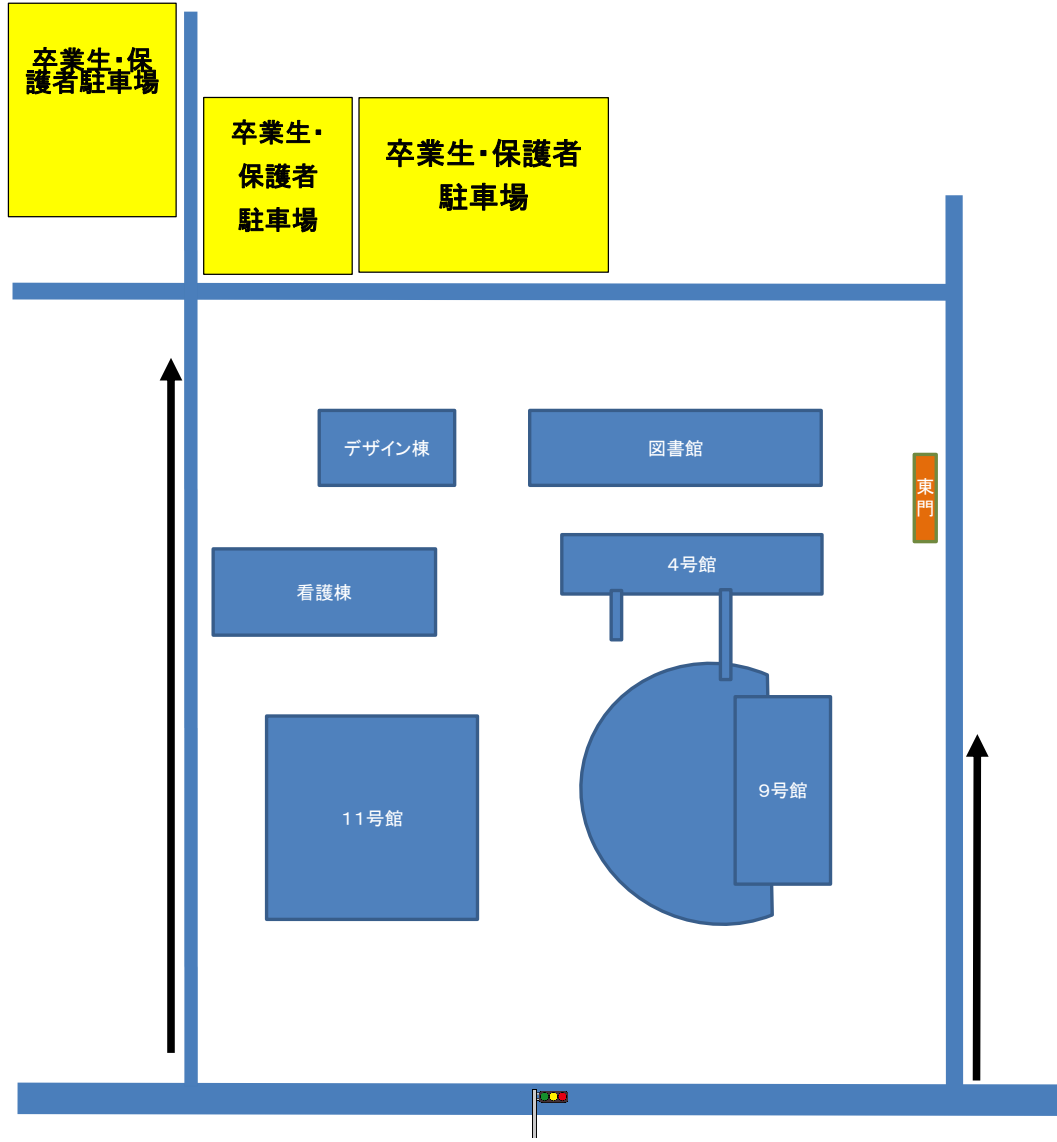 卒業生・保
護者駐車場
卒業生・
保護者
駐車場
卒業生・保護者
駐車場
デザイン棟
図書館
東
門
4号館
看護棟
9号館
11号館